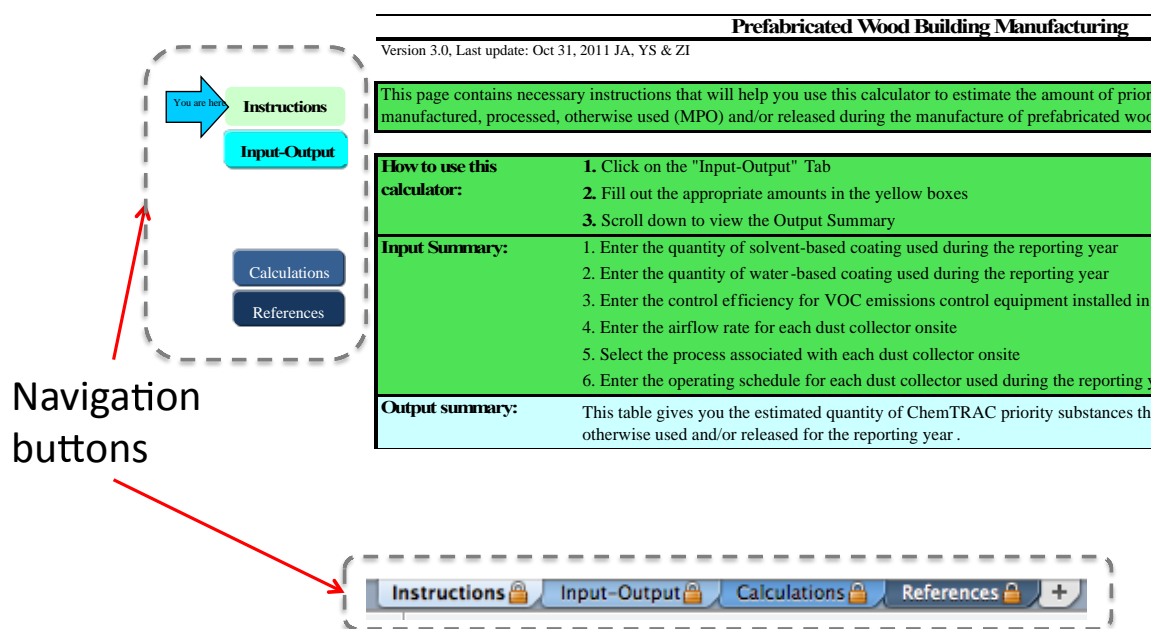 Prefabricated Wood Building Manufacturing
Version 3.0, Last update: Oct 31, 2011 JA, YS & ZI
You are here
Instructions
Input-Output
Calculations
References
This page contains necessary instructions that will help you use this calculator to estimate the amount of
manufactured, processed, otherwise used (MPO) and/or released during the manufacture of prefabricated
How to use this
calculator:
1. Click on the "Input-Output" Tab
2. Fill out the appropriate amounts in the yellow boxes
3. Scroll down to view the Output Summary
Input Summary:
1. Enter the quantity of solvent-based coating used during the reporting year
2. Enter the quantity of water-based coating used during the reporting year
3. Enter the control efficiency for VOC emissions control equipment installed in
4. Enter the airflow rate for each dust collector onsite
5. Select the process associated with each dust collector onsite
6. Enter the operating schedule for each dust collector used during the reporting
Output summary:
This table gives you the estimated quantity of ChemTRAC priority substances
otherwise used and/or released for the reporting year .
Navigation
buttons
Instructions Input-Output Calculations References +